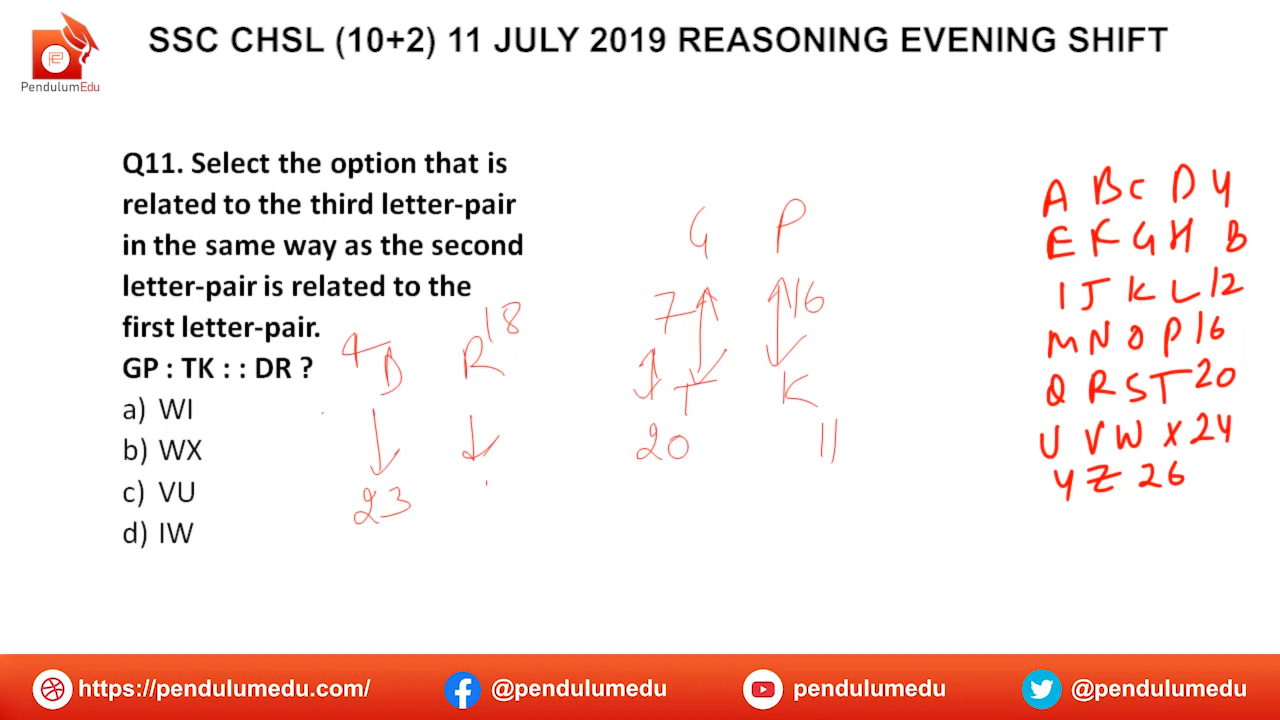 SSC CHSL (10+2) 11 JULY 2019 REASONING EVENING SHIFT
PendulumEdu
Q11. Select the option that is
related to the third letter-pair
in the same way as the second
letter-pair is related to the
first letter-pair.
GP : TK : : DR ?
a) WI
b) WX
c) VU
d) IW
4 D R 18
23
G P
7 16
T K
20 11
A B C D 4
E F G H 8
I J K L 12
M N O P 16
Q R S T 20
U V W X 24
Y Z 26
https://pendulumedu.com/
@pendulumedu
pendulumedu
@pendulumedu